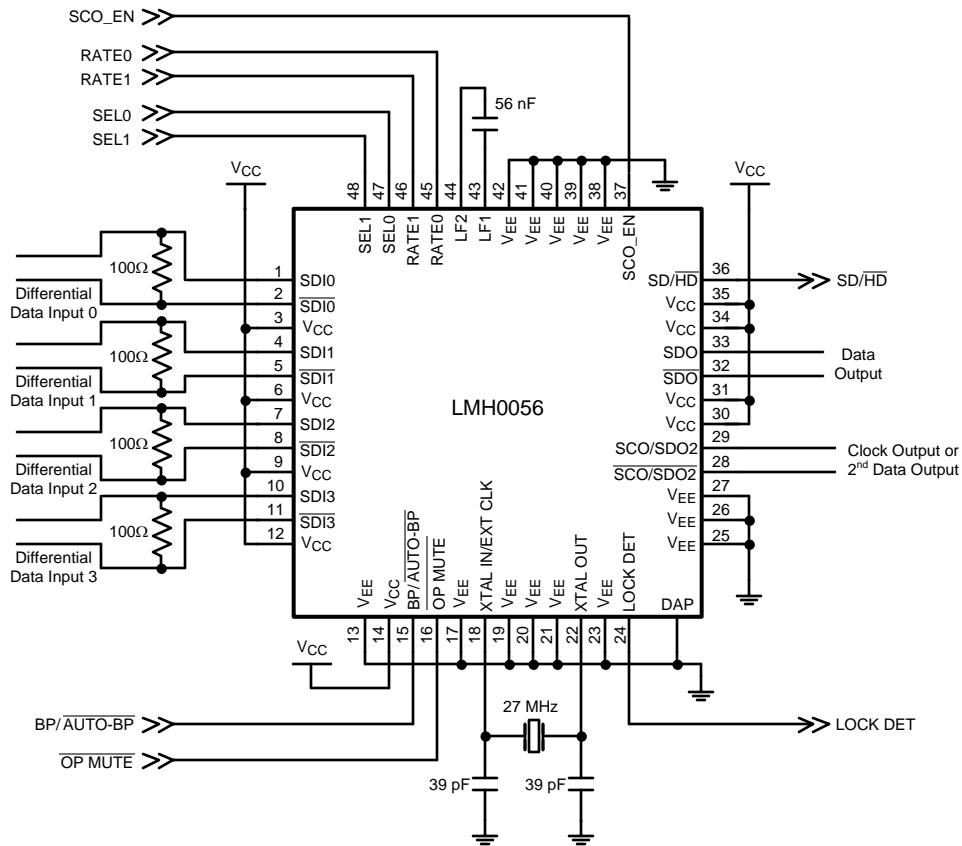 SCO_EN
RATE0
RATE1
SEL0
SEL1
56 nF
VCC
VCC
48 47 46 45 44 43 42 41 40 39 38 37
SEL1 SEL0 RATE1 RATE0 LF2 LF1 VEE VEE VEE VEE VEE SCO_EN
100Ω
Differential
Data Input 0
100Ω
Differential
Data Input 1
100Ω
Differential
Data Input 2
100Ω
Differential
Data Input 3
1 SDI0
2 SDI0
3 VCC
4 SDI1
5 SDI1
6 VCC
7 SDI2
8 SDI2
9 VCC
10 SDI3
11 SDI3
12 VCC
LMH0056
SD/HD 36 SD/HD
VCC 35
VCC 34
SDO 33
SDO 32
Data
Output
VCC 31
VCC 30
SCO/SDO2 29
SCO/SDO2 28
Clock Output or
2nd Data Output
VEE 27
VEE 26
VEE 25
VEE VCC BP/AUTO-BP OP MUTE VEE XTAL IN/EXT CLK VEE VEE VEE XTAL OUT VEE LOCK DET DAP
13 14 15 16 17 18 19 20 21 22 23 24
VCC
BP/AUTO-BP
OP MUTE
27 MHz
39 pF
39 pF
LOCK DET